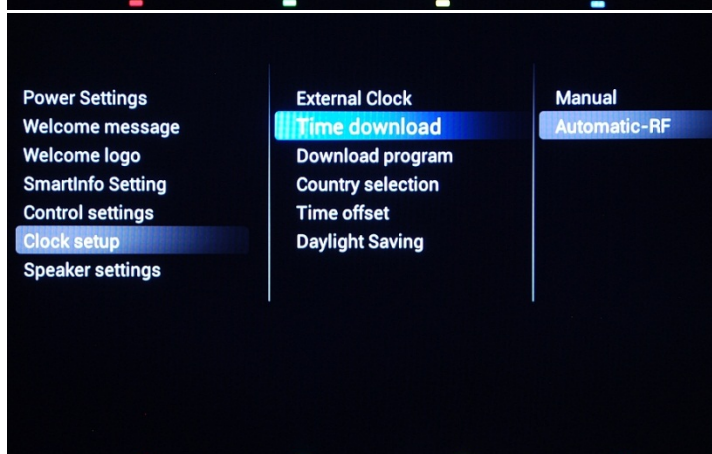 Power Settings
Welcome message
Welcome logo
SmartInfo Setting
Control settings
Clock setup
Speaker settings
External Clock
Time download
Download program
Country selection
Time offset
Daylight Saving
Manual
Automatic-RF